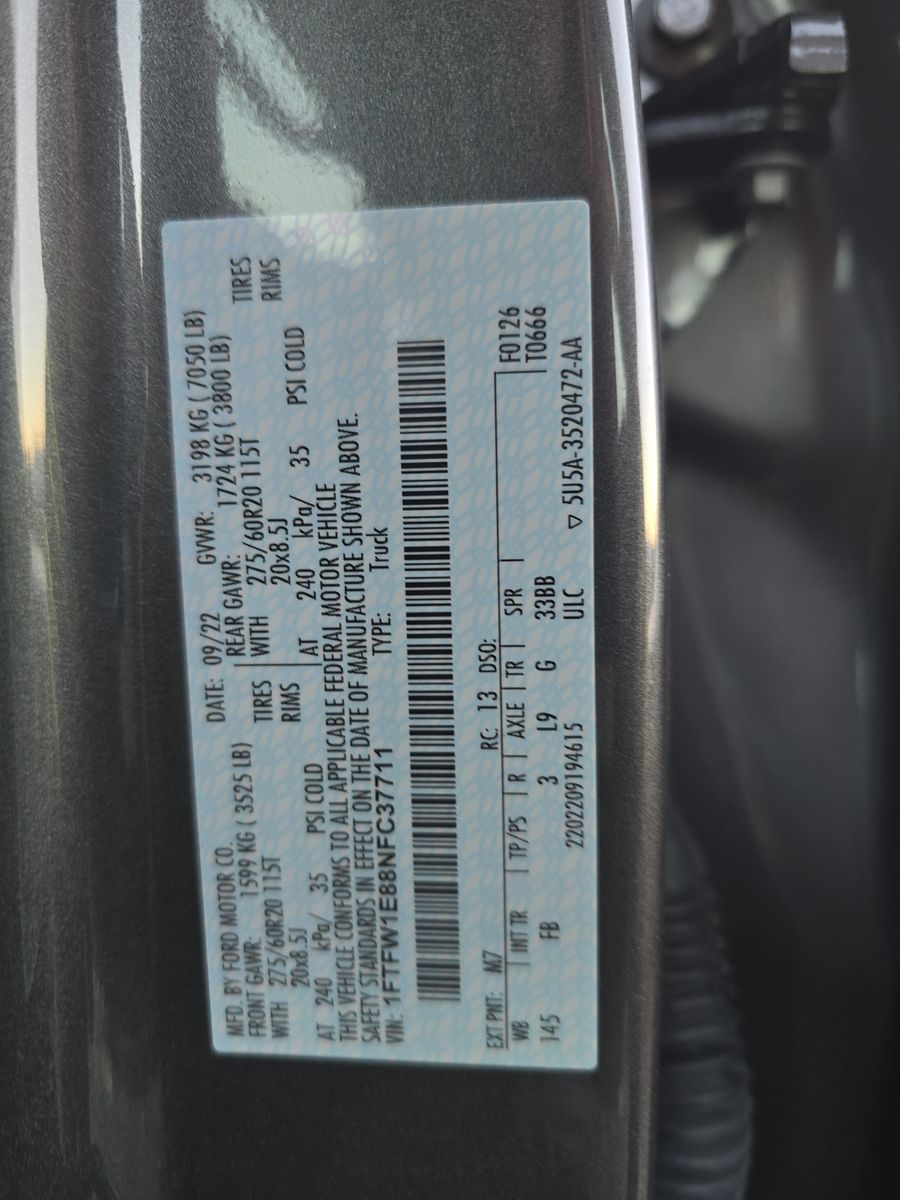 MFD. BY FORD MOTOR CO. DATE: 09/22 GVWR: 3198 KG ( 7050 LB)
FRONT GAWR: 1599 KG ( 3525 LB) REAR GAWR: 1724 KG ( 3800 LB)
WITH 275/60R20 115T TIRES WITH 275/60R20 115T TIRES
20x8.5J RIMS 20x8.5J RIMS
AT 240 kPa/ 35 PSI COLD AT 240 kPa/ 35 PSI COLD
THIS VEHICLE CONFORMS TO ALL APPLICABLE FEDERAL MOTOR VEHICLE
SAFETY STANDARDS IN EFFECT ON THE DATE OF MANUFACTURE SHOWN ABOVE.
VIN: 1FTFW1E88NFC37711 TYPE: Truck
EXT PNT: M7 RC: 13 DSO: F0126
WB INT TR TP/PS R AXLE TR SPR T0666
145 FB 3 L9 G 33BB
2202209194615 ULC ▽ 5U5A-3520472-AA